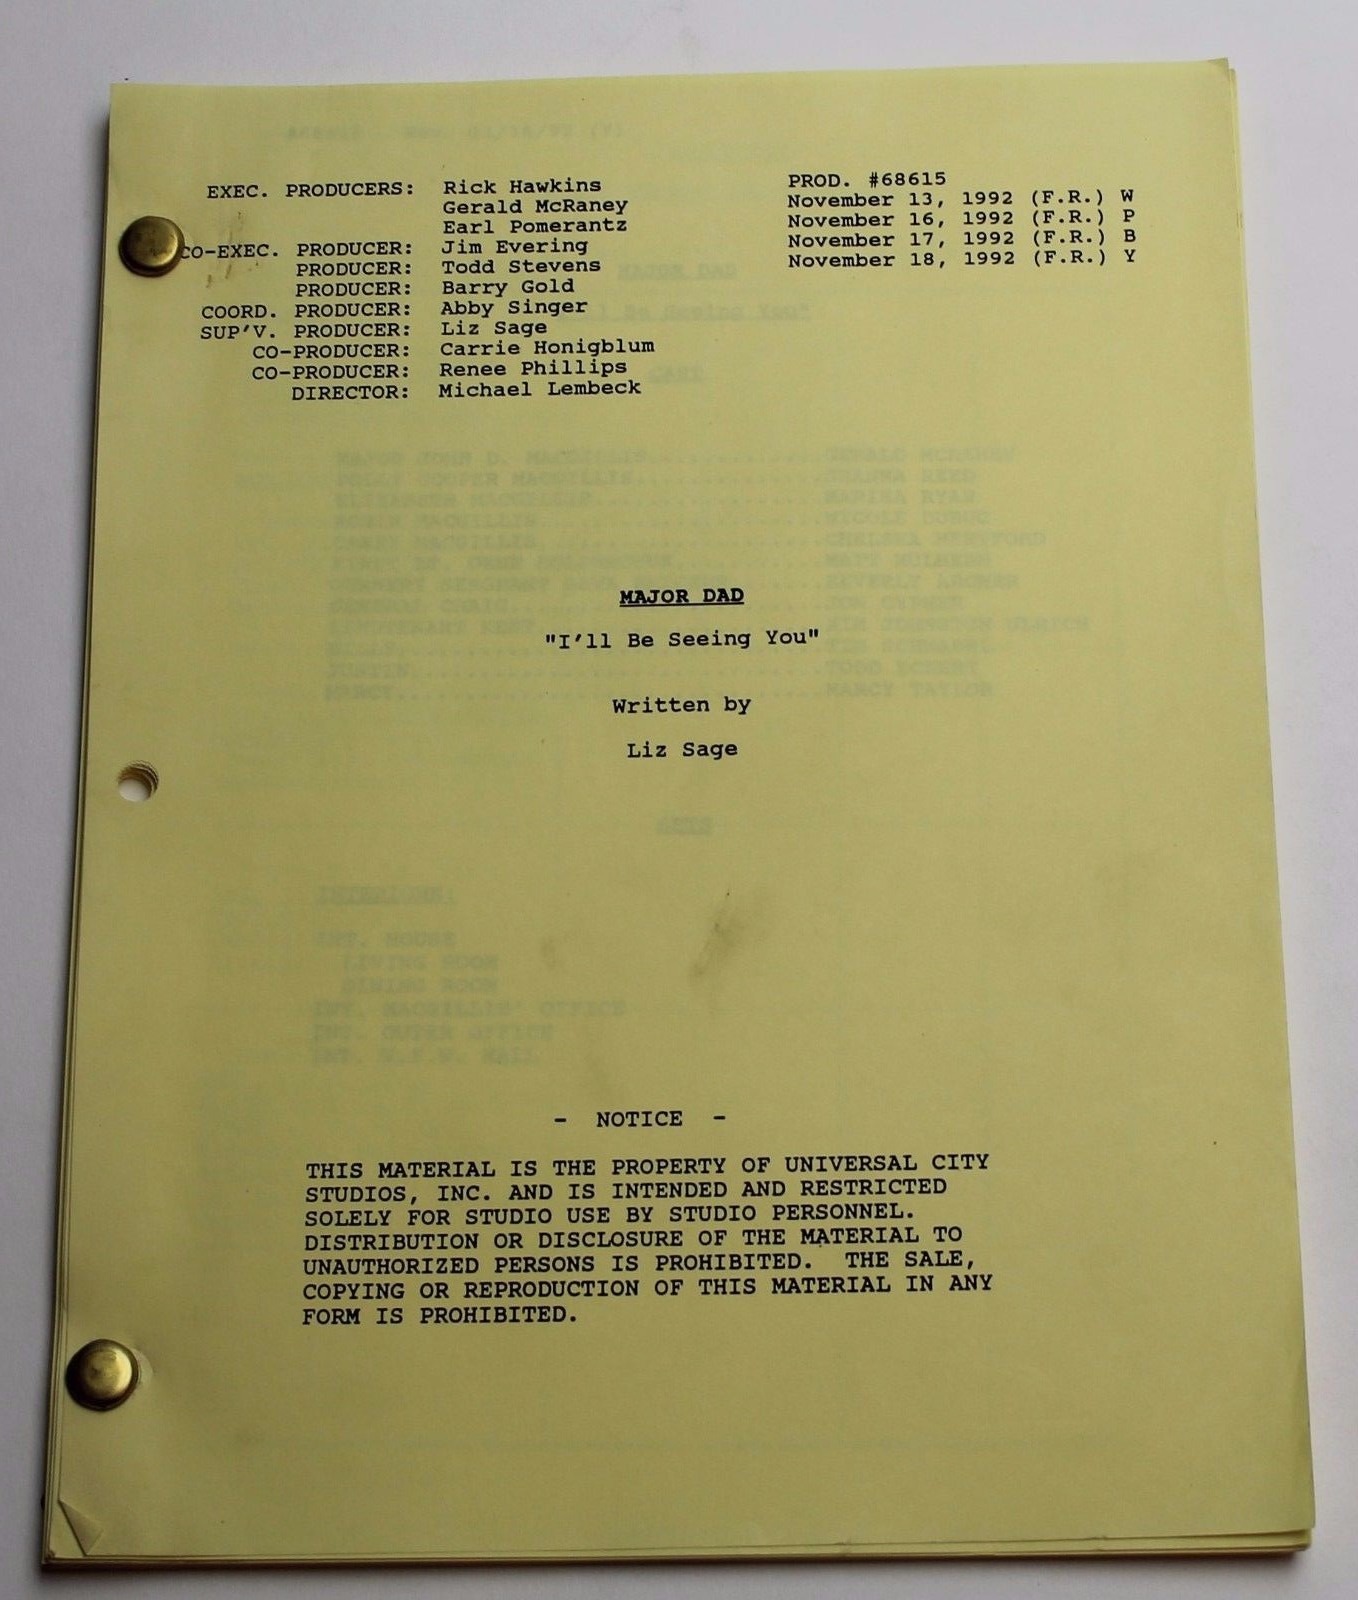 EXEC. PRODUCERS: Rick Hawkins
Gerald McRaney
Earl Pomerantz
CO-EXEC. PRODUCER: Jim Evering
PRODUCER: Todd Stevens
PRODUCER: Barry Gold
COORD. PRODUCER: Abby Singer
SUP'V. PRODUCER: Liz Sage
CO-PRODUCER: Carrie Honigblum
CO-PRODUCER: Renee Phillips
DIRECTOR: Michael Lembeck
PROD. #68615
November 13, 1992 (F.R.) W
November 16, 1992 (F.R.) P
November 17, 1992 (F.R.) B
November 18, 1992 (F.R.) Y
MAJOR DAD
"I'll Be Seeing You"
Written by
Liz Sage
- NOTICE -
THIS MATERIAL IS THE PROPERTY OF UNIVERSAL CITY
STUDIOS, INC. AND IS INTENDED AND RESTRICTED
SOLELY FOR STUDIO USE BY STUDIO PERSONNEL.
DISTRIBUTION OR DISCLOSURE OF THE MATERIAL TO
UNAUTHORIZED PERSONS IS PROHIBITED. THE SALE,
COPYING OR REPRODUCTION OF THIS MATERIAL IN ANY
FORM IS PROHIBITED.